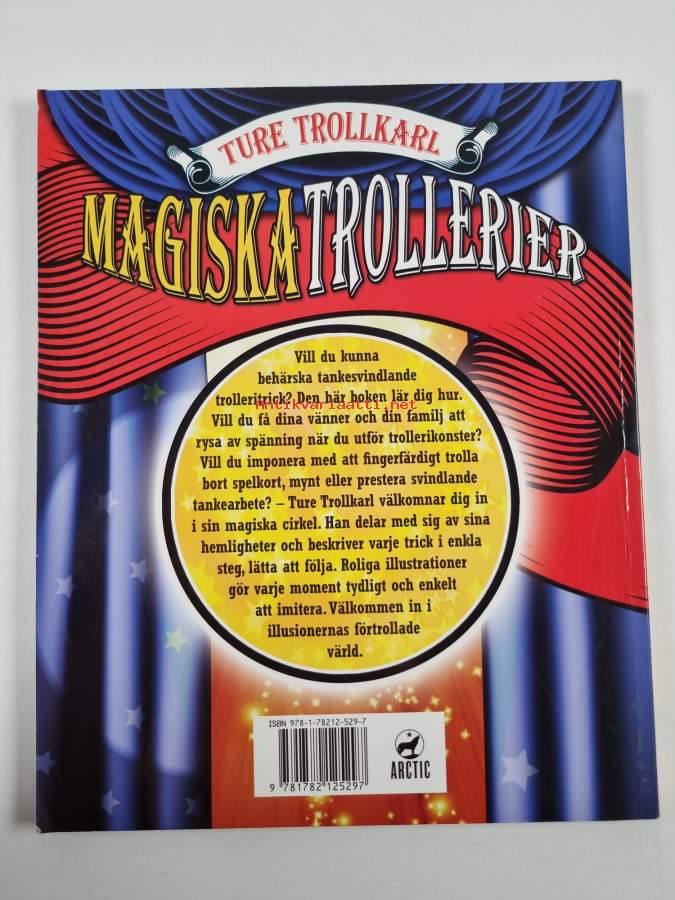 TURE TROLLKARL
MAGISKA TROLLERIER
Vill du kunna
behärska tankesvindlande
trolleritrick? Den här boken lär dig hur.
Antikvariaatti.net
Vill du få dina vänner och din familj att
rysa av spänning när du utför trollerikonster?
Vill du imponera med att fingerfärdigt trolla
bort spelkort, mynt eller prestera svindlande
tankearbete? – Ture Trollkarl välkomnar dig in
i sin magiska cirkel. Han delar med sig av sina
hemligheter och beskriver varje trick i enkla
steg, lätta att följa. Roliga illustrationer
gör varje moment tydligt och enkelt
att imitera. Välkommen in i
illusionernas förtrollade
värld.
ISBN 978-1-78212-529-7
9 781782 125297
ARCTIC